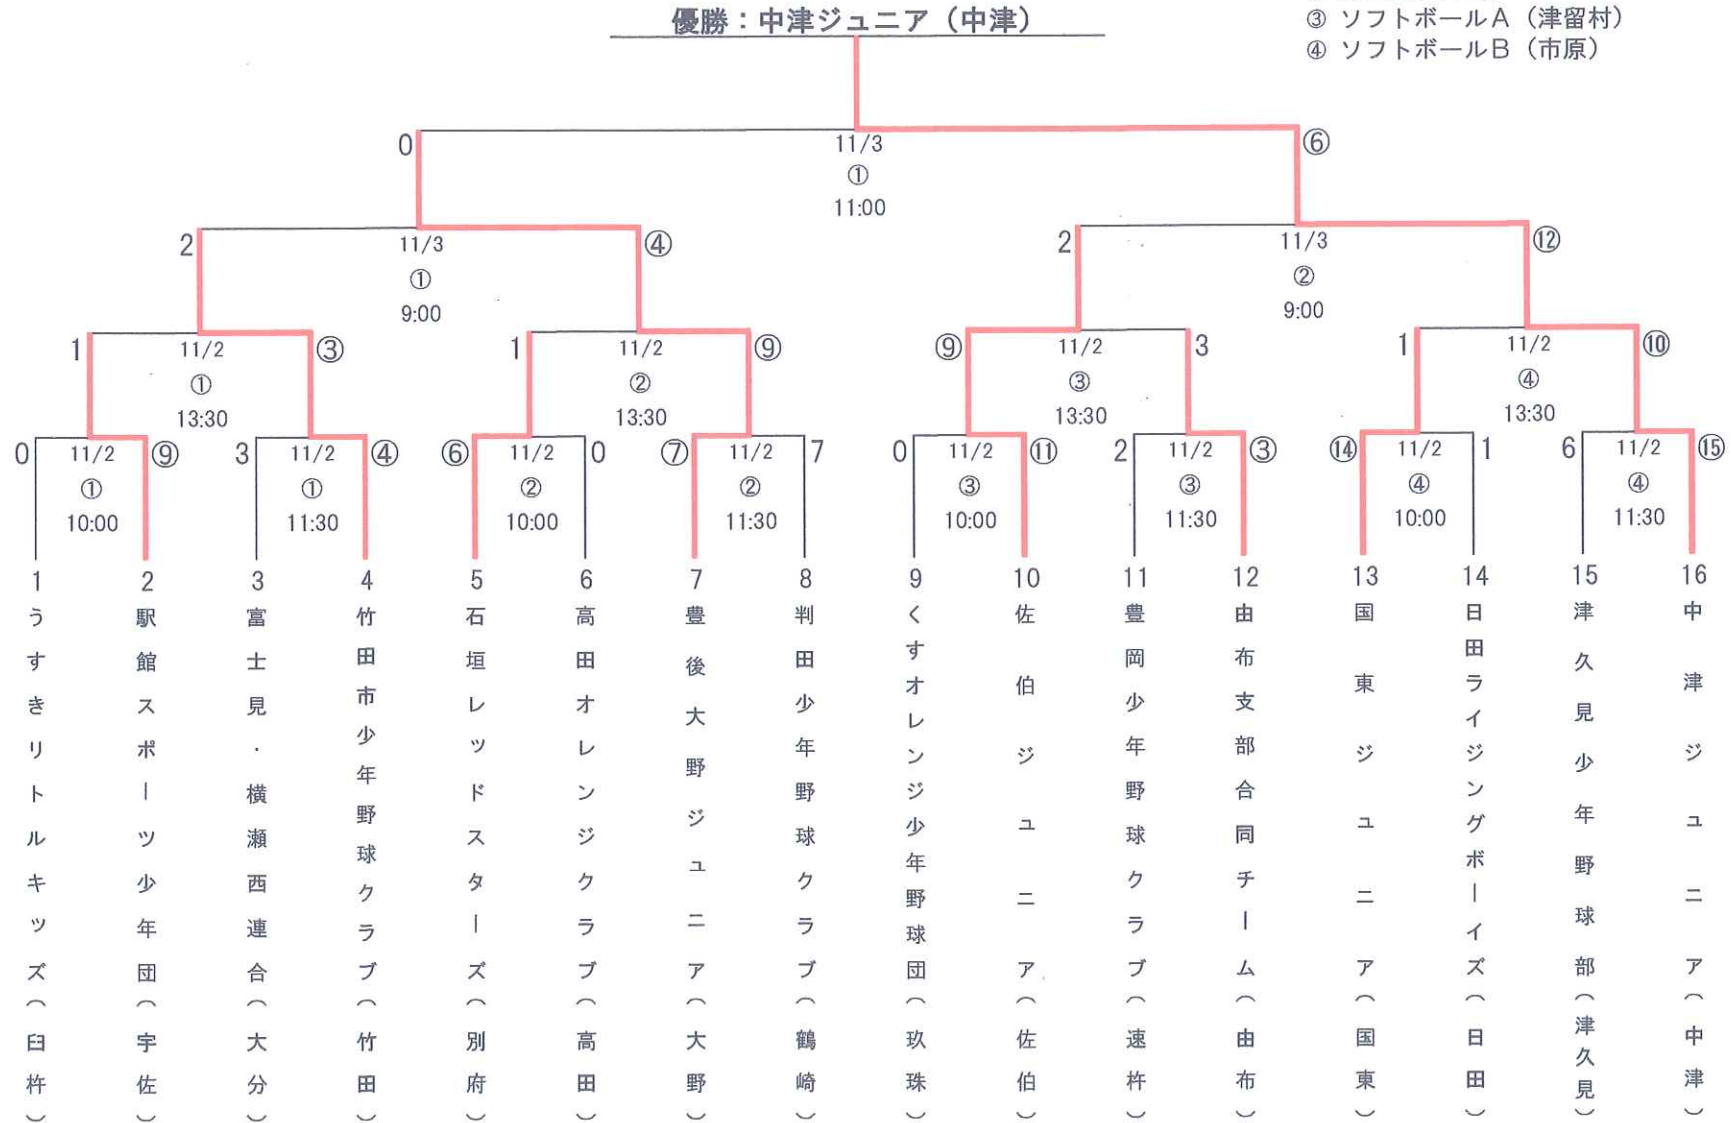 優勝：中津ジュニア（中津）
③ ソフトボールA（津留村）
④ ソフトボールB（市原）
0 11/3 ⑥
①
11:00
2 11/3 ④
①
9:00
2 11/3 ⑫
②
9:00
1 11/2 ③
①
13:30
1 11/2 ⑨
②
13:30
⑨ 11/2 3
③
13:30
1 11/2 ⑩
④
13:30
0 11/2 ⑨
①
10:00
3 11/2 ④
①
11:30
⑥ 11/2 0
②
10:00
⑦ 11/2 7
②
11:30
0 11/2 ⑪
③
10:00
2 11/2 ③
③
11:30
⑭ 11/2 1
④
10:00
6 11/2 ⑮
④
11:30
1 うすきリトルキッズ（臼杵）
2 駅館スポーツ少年団（宇佐）
3 富士見・横瀬西連合（大分）
4 竹田市少年野球クラブ（竹田）
5 石垣レッドスターズ（別府）
6 高田オレンジクラブ（高田）
7 豊後大野ジュニア（大野）
8 判田少年野球クラブ（鶴崎）
9 くすオレンジ少年野球団（玖珠）
10 佐伯ジュニア（佐伯）
11 豊岡少年野球クラブ（速杵）
12 由布支部合同チーム（由布）
13 国東ジュニア（国東）
14 日田ライジングボーイズ（日田）
15 津久見少年野球部（津久見）
16 中津ジュニア（中津）